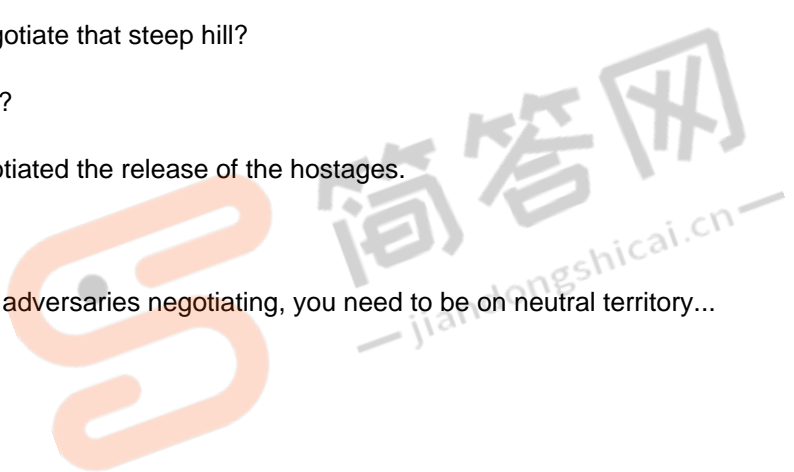 gotiate that steep hill?
?
otiated the release of the hostages.
简答网
jiandongshicai.cn
adversaries negotiating, you need to be on neutral territory...